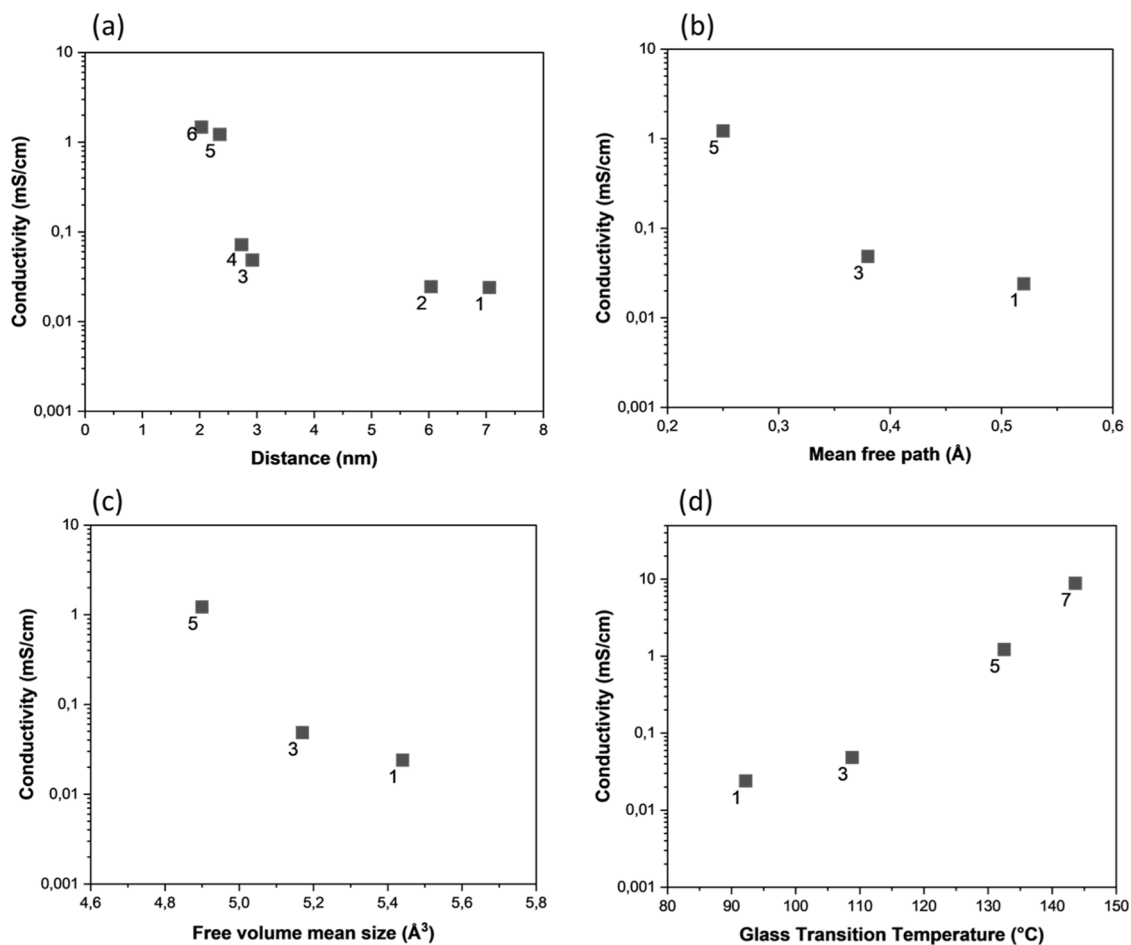 (a)
10
1
0,1
0,01
0,001
Conductivity (mS/cm)
6
5
4
3
2
1
0 1 2 3 4 5 6 7 8
Distance (nm)
(b)
10
1
0,1
0,01
0,001
Conductivity (mS/cm)
5
3
1
0,2 0,3 0,4 0,5 0,6
Mean free path (Å)
(c)
10
1
0,1
0,01
0,001
Conductivity (mS/cm)
5
3
1
4,6 4,8 5,0 5,2 5,4 5,6 5,8
Free volume mean size (Å³)
(d)
10
1
0,1
0,01
0,001
Conductivity (mS/cm)
7
5
3
1
80 90 100 110 120 130 140 150
Glass Transition Temperature (°C)